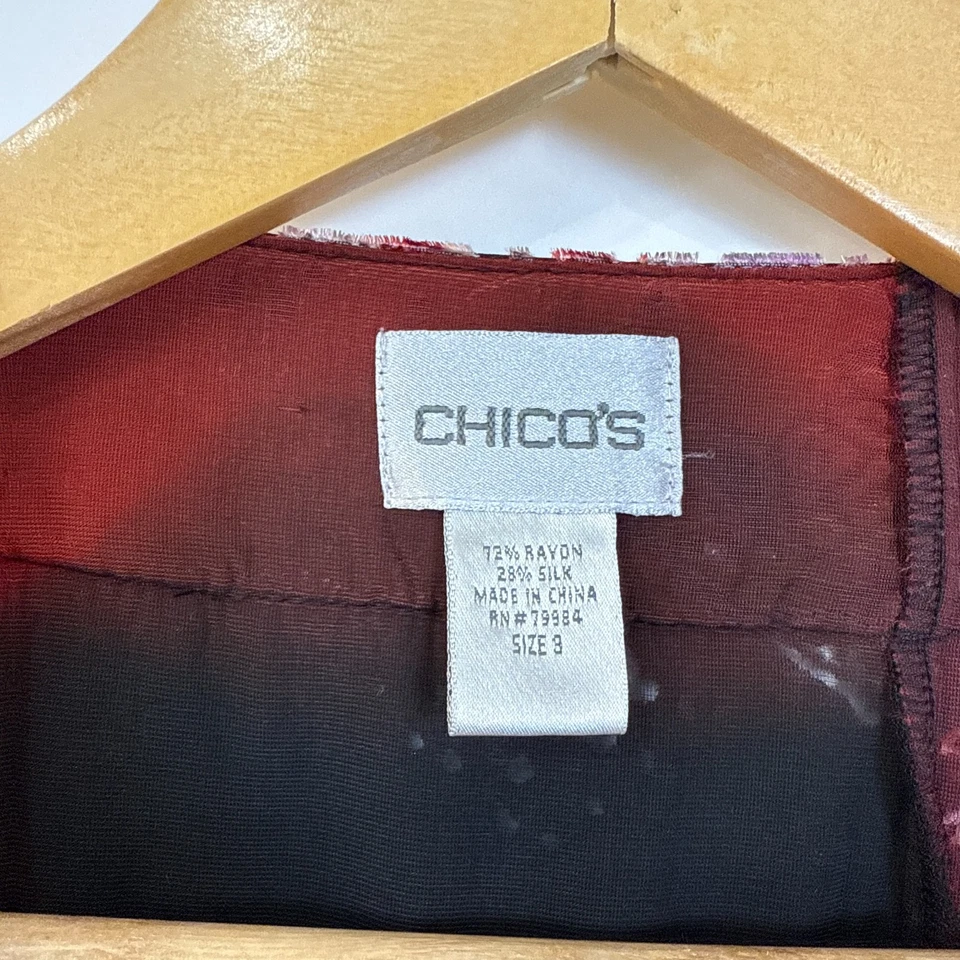 CHICO'S
72% RAYON
28% SILK
MADE IN CHINA
RN#79984
SIZE 3